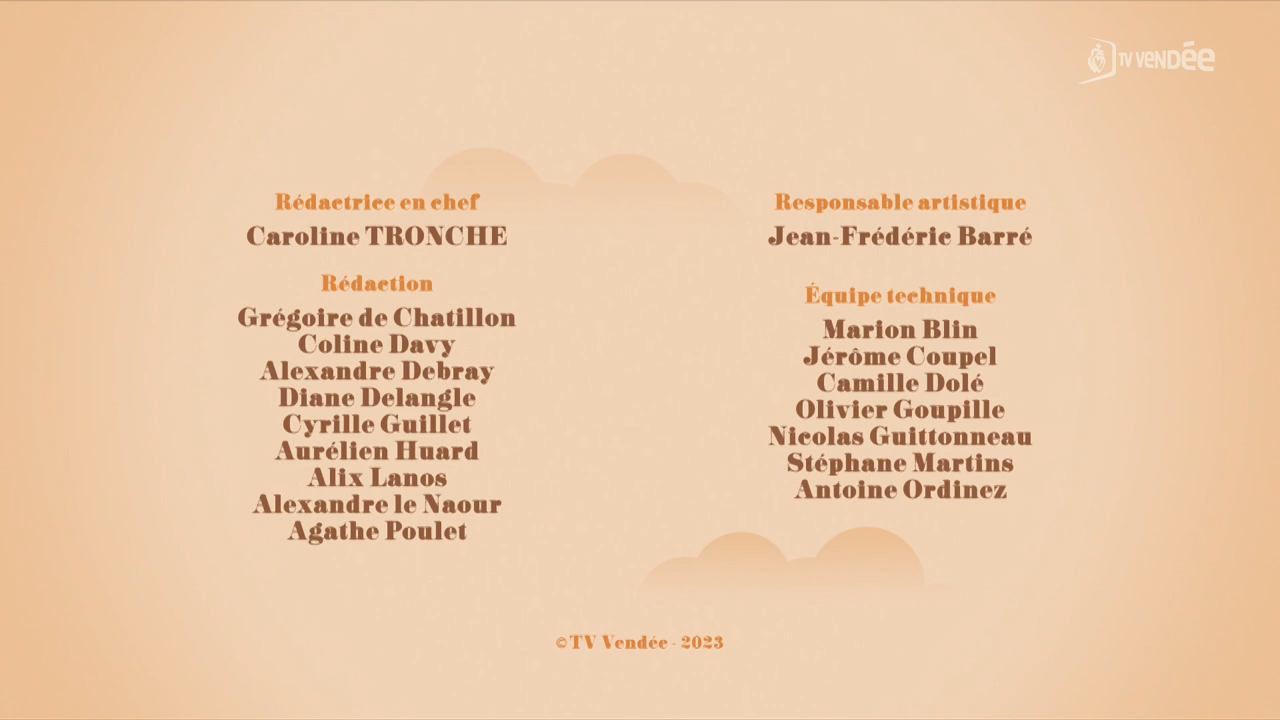 TV VENDÉE
Rédactrice en chef
Caroline TRONCHE
Rédaction
Grégoire de Chatillon
Coline Davy
Alexandre Debray
Diane Delangle
Cyrille Guillet
Aurélien Huard
Alix Lanos
Alexandre le Naour
Agathe Poulet
Responsable artistique
Jean-Frédéric Barré
Équipe technique
Marion Blin
Jérôme Coupel
Camille Dolé
Olivier Goupille
Nicolas Guittonneau
Stéphane Martins
Antoine Ordinez
©TV Vendée - 2023